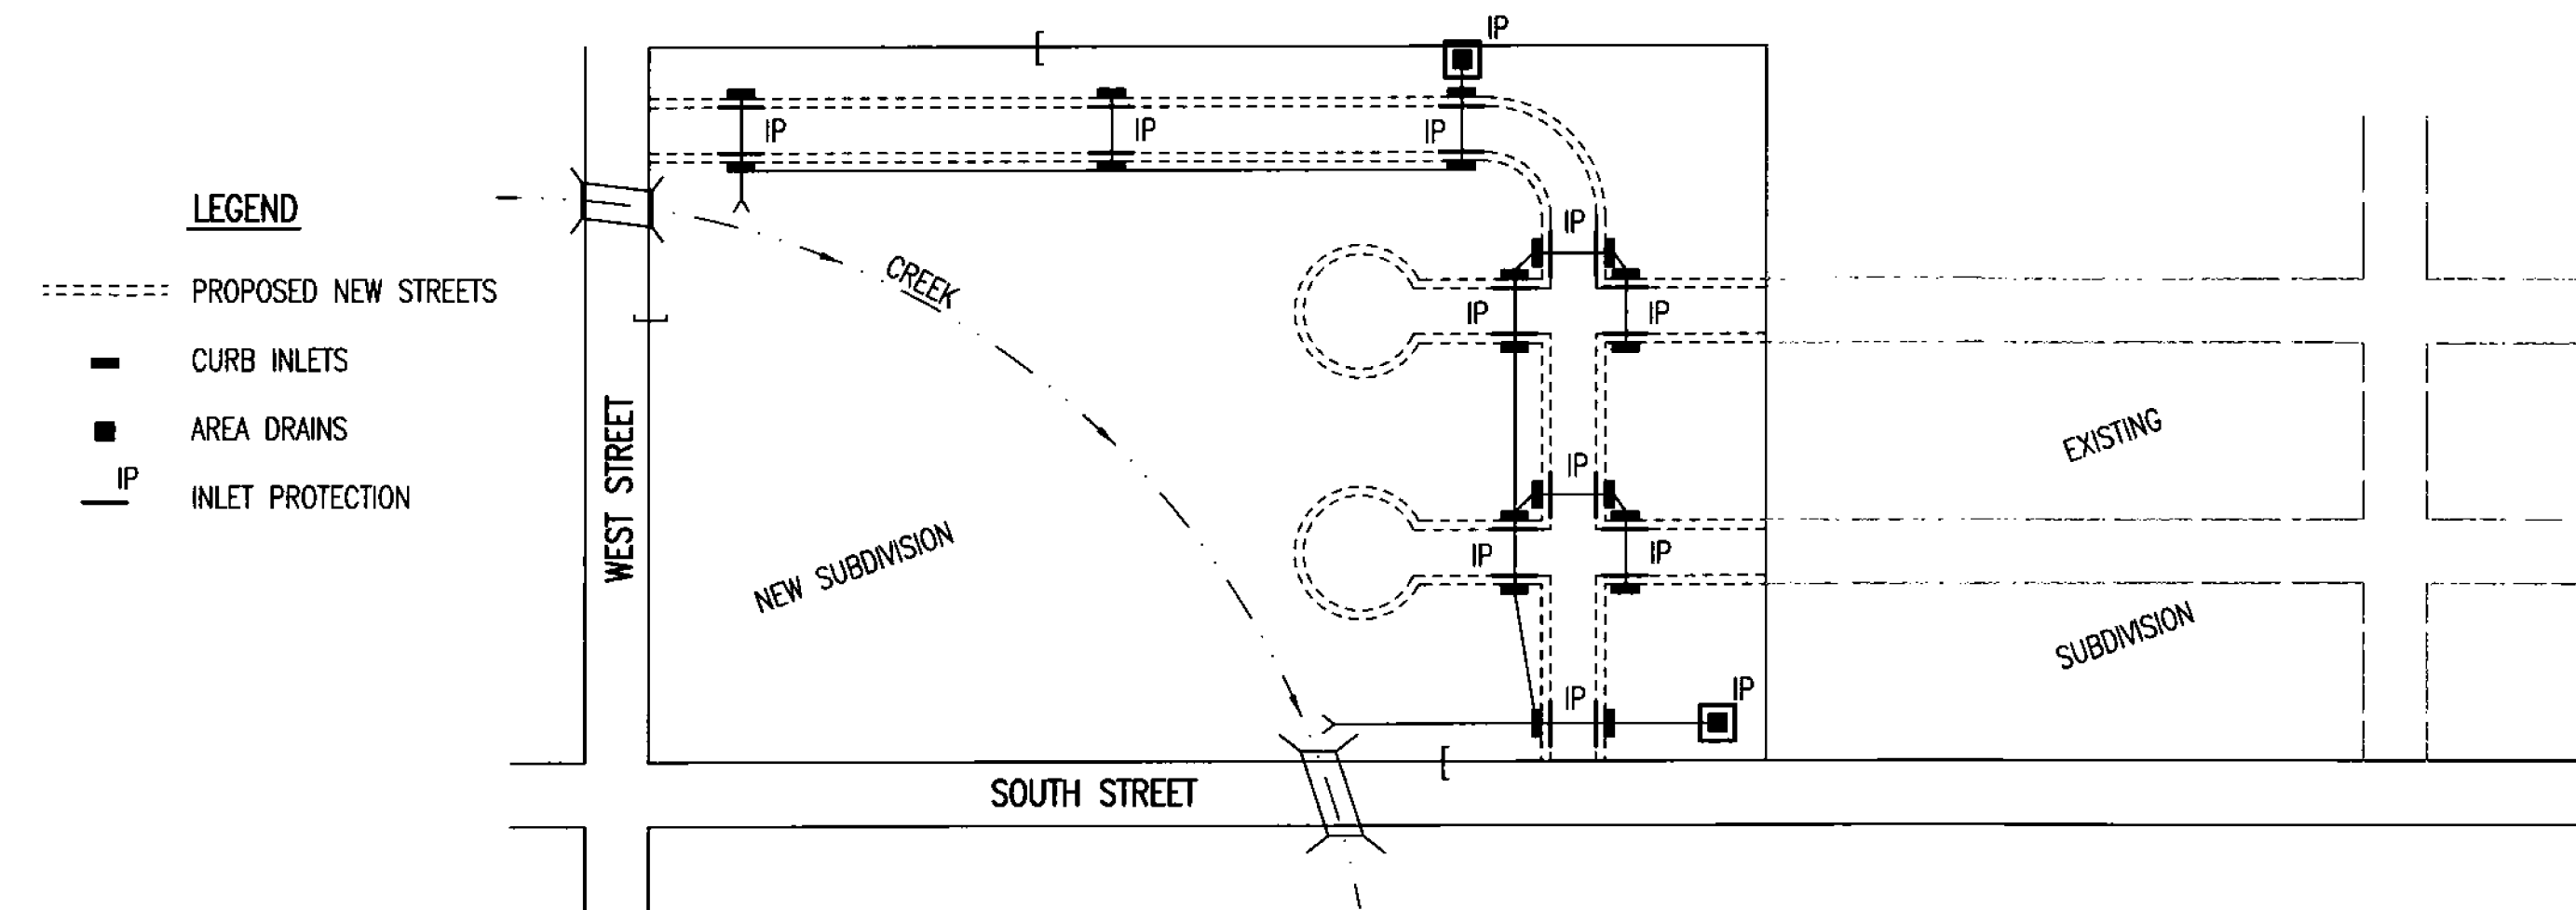 IP
IP
IP
IP
LEGEND
PROPOSED NEW STREETS
CURB INLETS
AREA DRAINS
IP
INLET PROTECTION
CREEK
IP
IP
IP
WEST STREET
NEW SUBDIVISION
EXISTING
SUBDIVISION
IP
IP
IP
IP
IP
SOUTH STREET